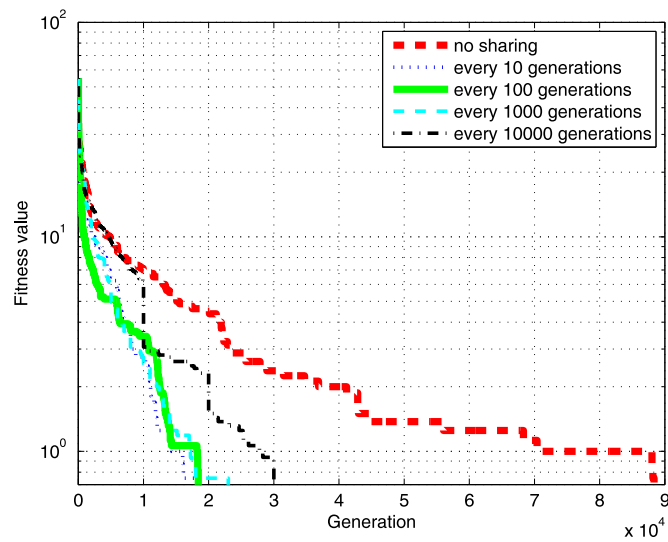 10^2
no sharing
every 10 generations
every 100 generations
every 1000 generations
every 10000 generations
10^1
10^0
Fitness value
0 1 2 3 4 5 6 7 8 9
Generation
x 10^4